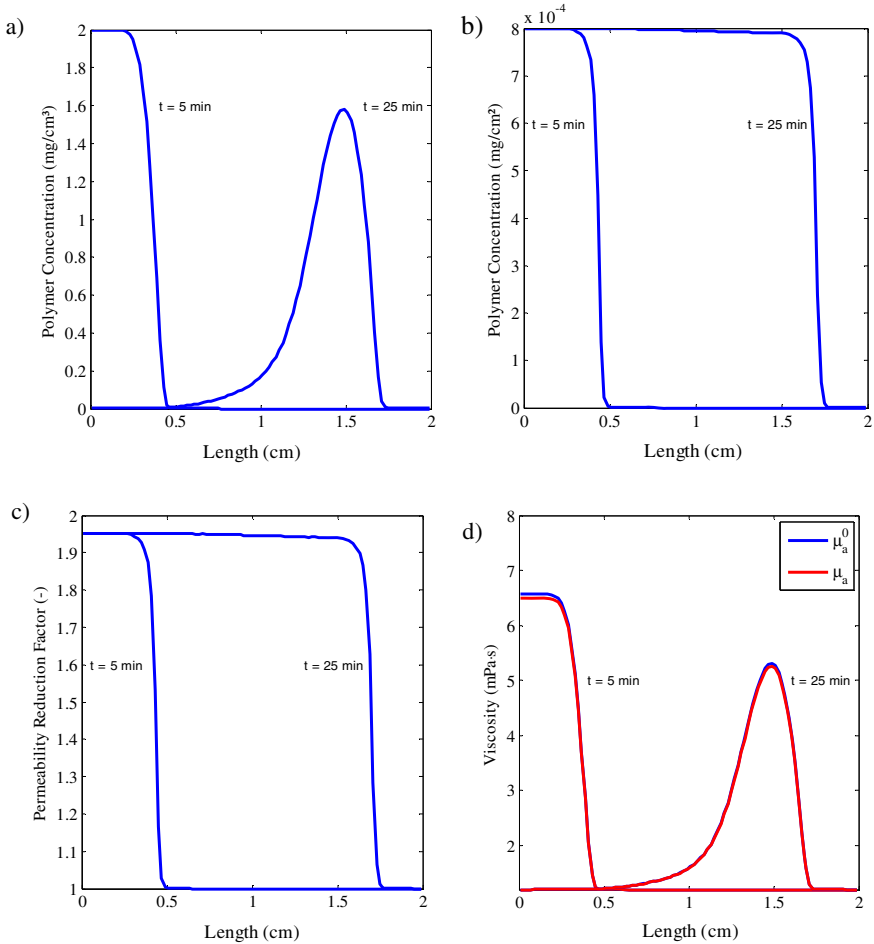 a)
2
1.8
1.6
1.4
1.2
1
0.8
0.6
0.4
0.2
0
0
0.5
1
1.5
2
t = 5 min
t = 25 min
Polymer Concentration (mg/cm³)
Length (cm)
b)
8 x 10⁻⁴
7
6
5
4
3
2
1
0
0
0.5
1
1.5
2
t = 5 min
t = 25 min
Polymer Concentration (mg/cm²)
Length (cm)
c)
2
1.9
1.8
1.7
1.6
1.5
1.4
1.3
1.2
1.1
1
0
0.5
1
1.5
2
t = 5 min
t = 25 min
Permeability Reduction Factor (-)
Length (cm)
d)
8
7
6
5
4
3
2
0
0.5
1
1.5
2
μₐ⁰
μₐ
t = 5 min
t = 25 min
Viscosity (mPa·s)
Length (cm)